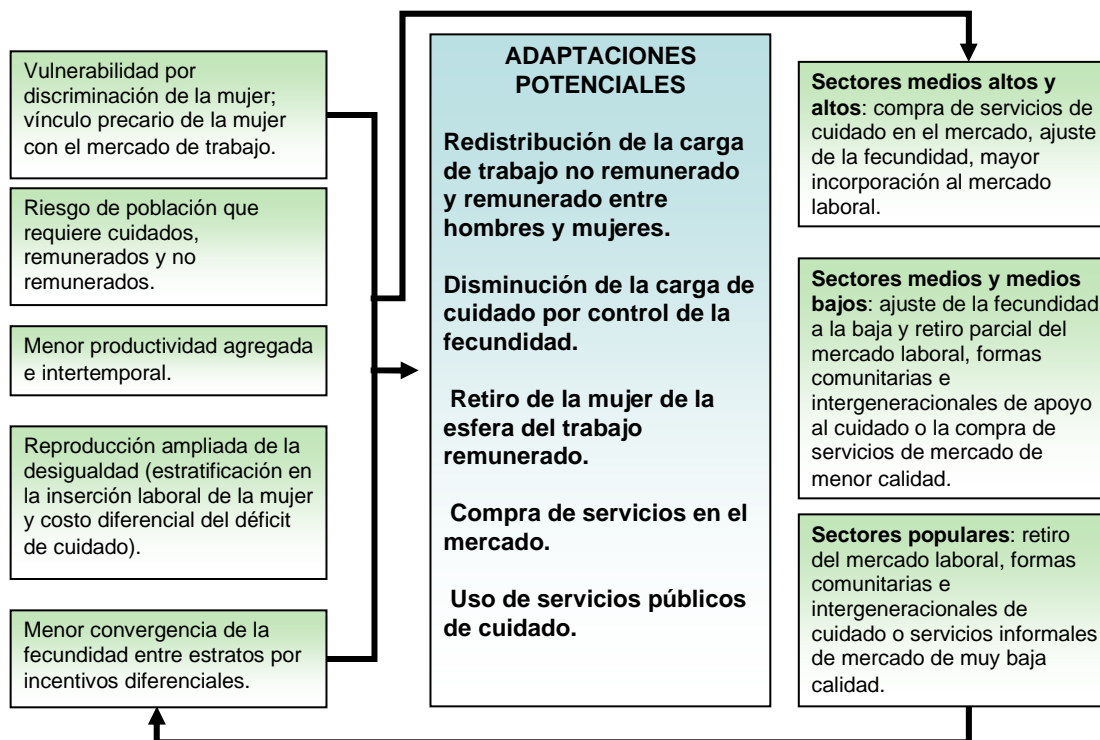 Vulnerabilidad por
discriminación de la mujer;
vínculo precario de la mujer
con el mercado de trabajo.
Riesgo de población que
requiere cuidados,
remunerados y no
remunerados.
Menor productividad agregada
e intertemporal.
Reproducción ampliada de la
desigualdad (estratificación en
la inserción laboral de la mujer
y costo diferencial del déficit
de cuidado).
Menor convergencia de la
fecundidad entre estratos por
incentivos diferenciales.
ADAPTACIONES
POTENCIALES
Redistribución de la carga
de trabajo no remunerado
y remunerado entre
hombres y mujeres.
Disminución de la carga de
cuidado por control de la
fecundidad.
Retiro de la mujer de la
esfera del trabajo
remunerado.
Compra de servicios en el
mercado.
Uso de servicios públicos
de cuidado.
Sectores medios altos y
altos: compra de servicios de
cuidado en el mercado, ajuste
de la fecundidad, mayor
incorporación al mercado
laboral.
Sectores medios y medios
bajos: ajuste de la fecundidad
a la baja y retiro parcial del
mercado laboral, formas
comunitarias e
intergeneracionales de apoyo
al cuidado o la compra de
servicios de mercado de
menor calidad.
Sectores populares: retiro
del mercado laboral, formas
comunitarias e
intergeneracionales de
cuidado o servicios informales
de mercado de muy baja
calidad.